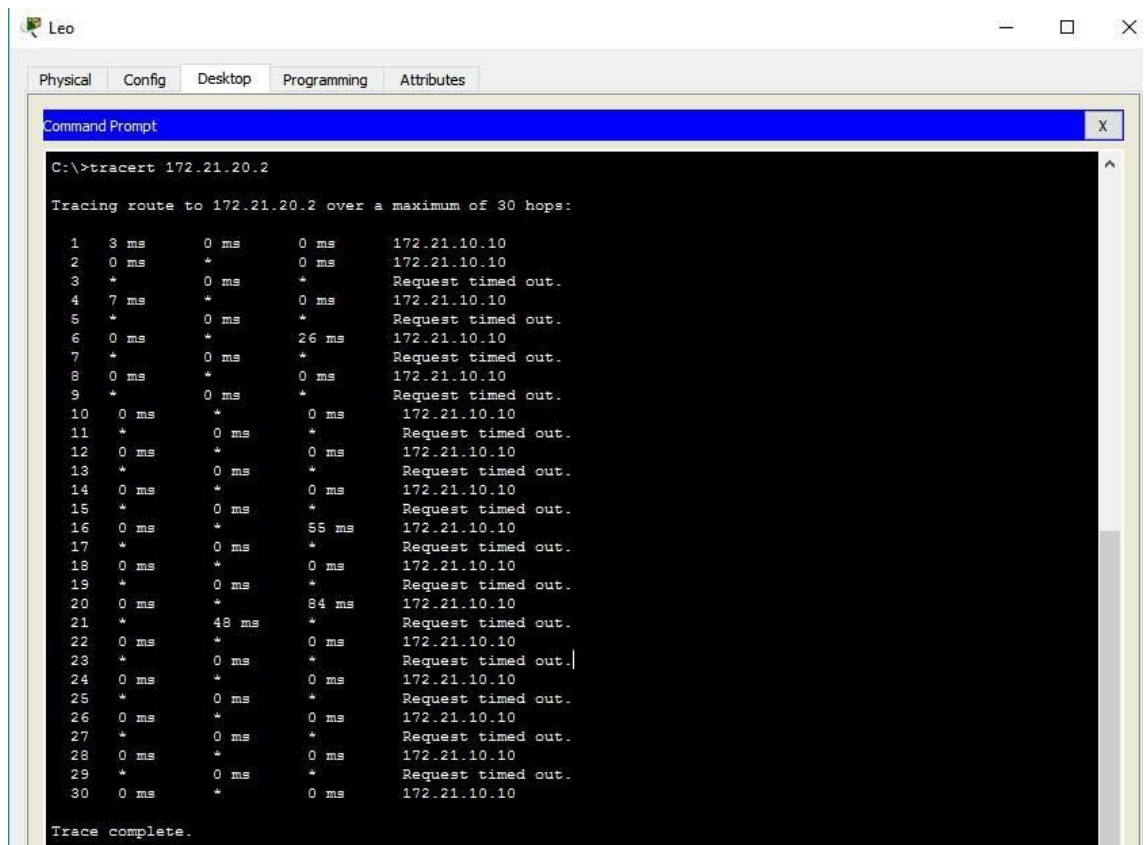 Leo
Physical Config Desktop Programming Attributes
Command Prompt X
C:\>tracert 172.21.20.2
Tracing route to 172.21.20.2 over a maximum of 30 hops:
1 3 ms 0 ms 0 ms 172.21.10.10
2 0 ms * 0 ms 172.21.10.10
3 * 0 ms * Request timed out.
4 7 ms * 0 ms 172.21.10.10
5 * 0 ms * Request timed out.
6 0 ms * 26 ms 172.21.10.10
7 * 0 ms * Request timed out.
8 0 ms * 0 ms 172.21.10.10
9 * 0 ms * Request timed out.
10 0 ms * 0 ms 172.21.10.10
11 * 0 ms * Request timed out.
12 0 ms * 0 ms 172.21.10.10
13 * 0 ms * Request timed out.
14 0 ms * 0 ms 172.21.10.10
15 * 0 ms * Request timed out.
16 0 ms * 55 ms 172.21.10.10
17 * 0 ms * Request timed out.
18 0 ms * 0 ms 172.21.10.10
19 * 0 ms * Request timed out.
20 0 ms * 84 ms 172.21.10.10
21 * 48 ms * Request timed out.
22 0 ms * 0 ms 172.21.10.10
23 * 0 ms * Request timed out.
24 0 ms * 0 ms 172.21.10.10
25 * 0 ms * Request timed out.
26 0 ms * 0 ms 172.21.10.10
27 * 0 ms * Request timed out.
28 0 ms * 0 ms 172.21.10.10
29 * 0 ms * Request timed out.
30 0 ms * 0 ms 172.21.10.10
Trace complete.